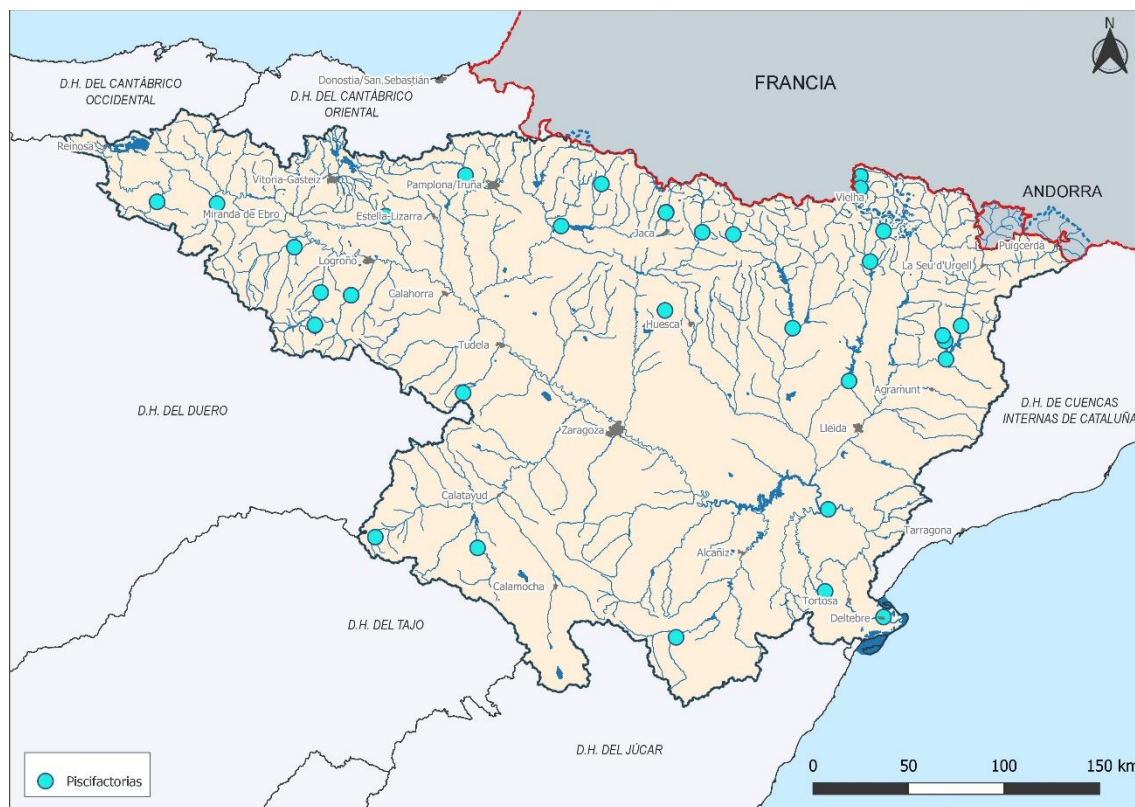 N
Donostia/San.Sebastián
D.H. DEL CANTÁBRICO
OCCIDENTAL
D.H. DEL CANTÁBRICO
ORIENTAL
FRANCIA
Reinosa
Vitoria-Gasteiz
Pamplona/Iruña
Vielha
ANDORRA
Miranda de Ebro
Estella-Lizarra
Jaca
Puigcerdá
Logroño
La Seu d'Urgell
Calahorra
Huesca
Tudela
Agramunt
D.H. DEL DUERO
D.H. DE CUENCAS
INTERNAS DE CATALUÑA
Zaragoza
Lleida
Calatayud
Tarragona
Alcañiz
Calamocha
Tortosa
Deltebre
D.H. DEL TAJO
D.H. DEL JÚCAR
Piscifactorias
0 50 100 150 km